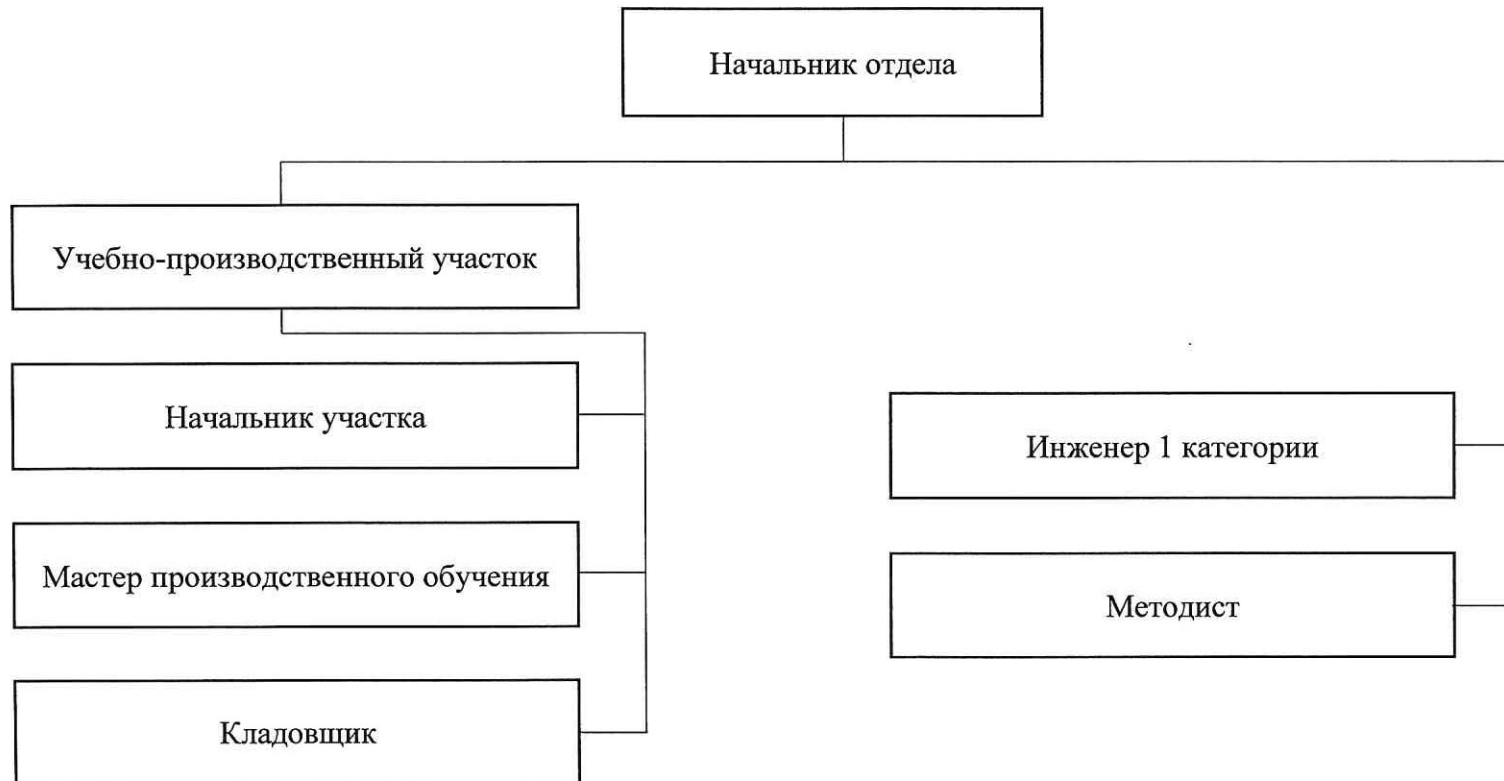 Начальник отдела
Учебно-производственный участок
Начальник участка
Мастер производственного обучения
Кладовщик
Инженер 1 категории
Методист